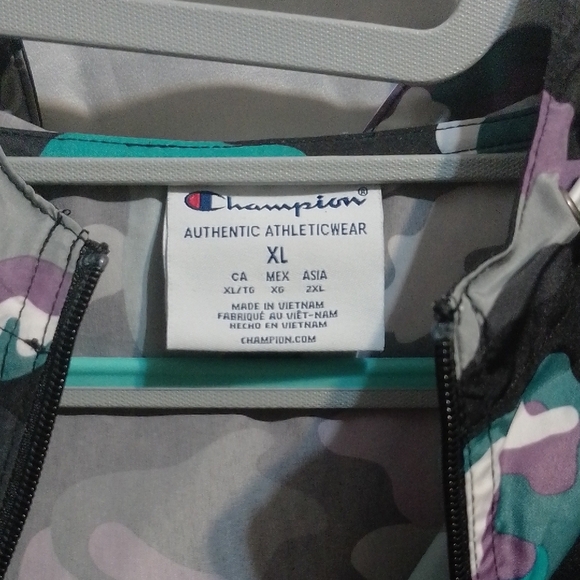 Champion®
AUTHENTIC ATHLETICWEAR
XL
CA MEX ASIA
XL/TG XG 2XL
MADE IN VIETNAM
FABRIQUÉ AU VIÊT-NAM
HECHO EN VIETNAM
CHAMPION.COM